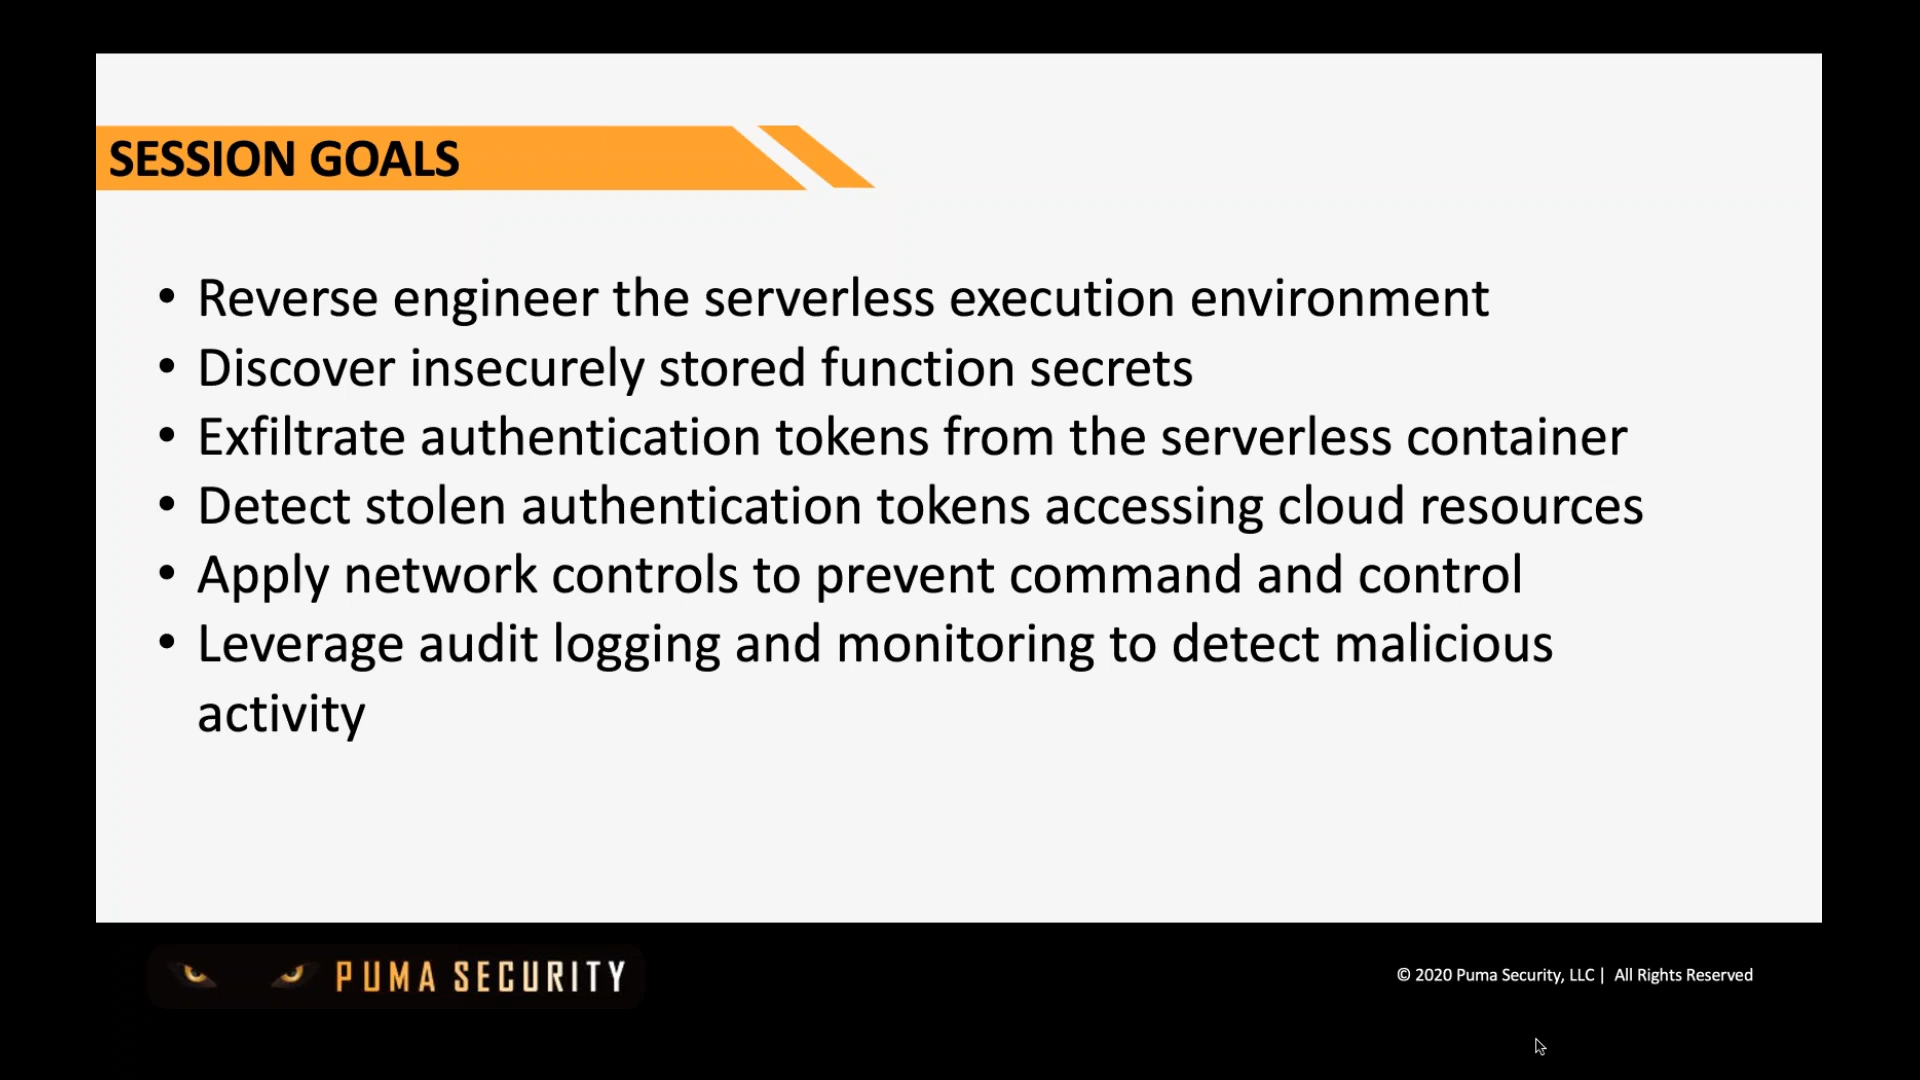 SESSION GOALS
• Reverse engineer the serverless execution environment
• Discover insecurely stored function secrets
• Exfiltrate authentication tokens from the serverless container
• Detect stolen authentication tokens accessing cloud resources
• Apply network controls to prevent command and control
• Leverage audit logging and monitoring to detect malicious
activity
PUMA SECURITY
© 2020 Puma Security, LLC | All Rights Reserved